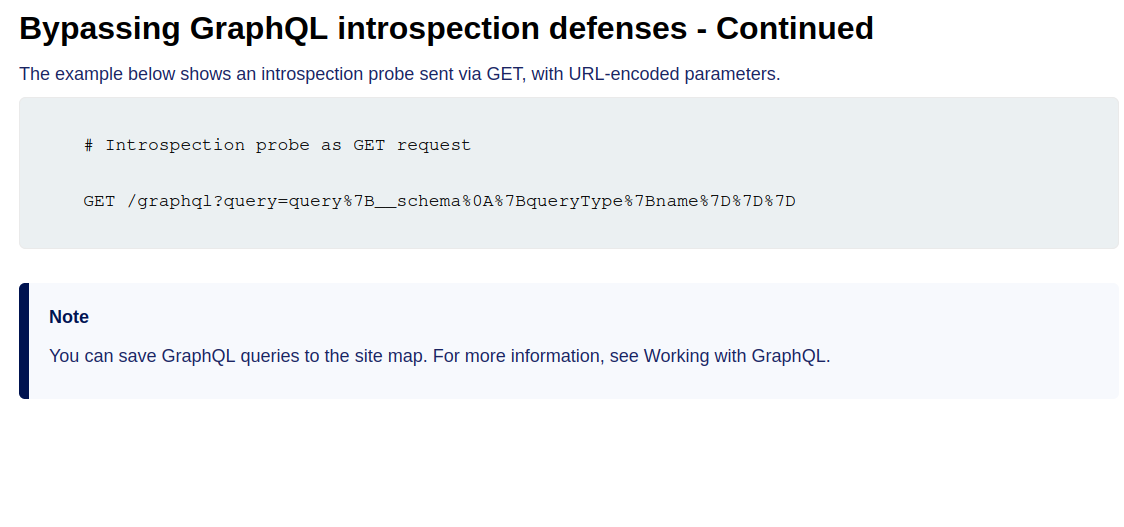 Bypassing GraphQL introspection defenses - Continued
The example below shows an introspection probe sent via GET, with URL-encoded parameters.
# Introspection probe as GET request
GET /graphql?query=query%7B__schema%0A%7BqueryType%7Bname%7D%7D%7D
Note
You can save GraphQL queries to the site map. For more information, see Working with GraphQL.